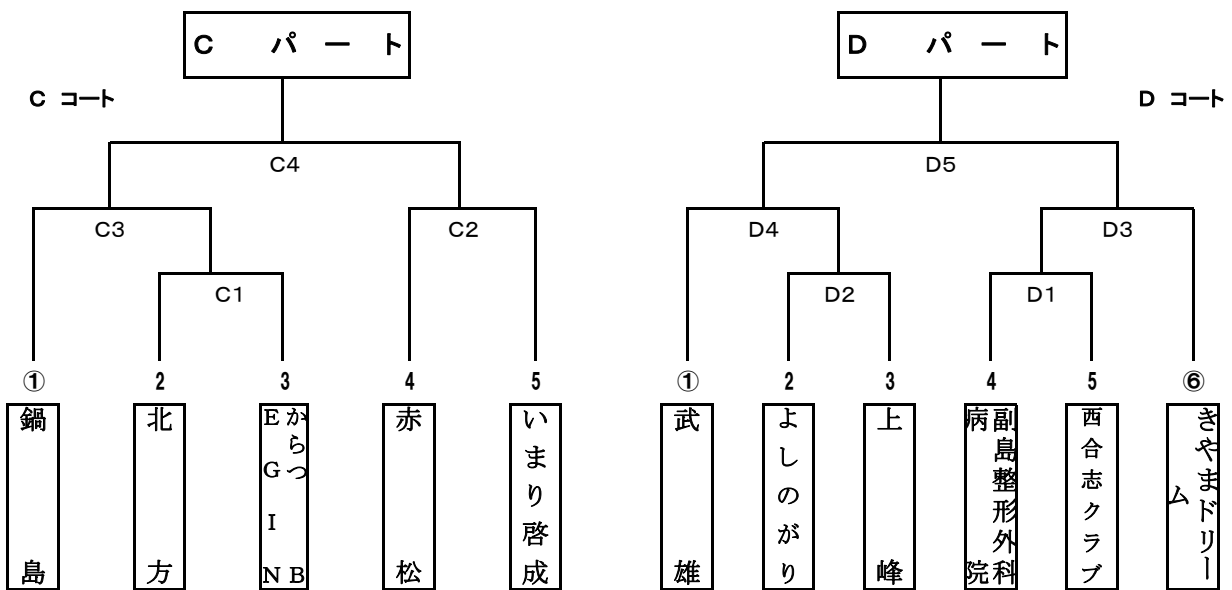 C パート
D パート
C コート
D コート
C4
D5
C3
C2
D4
D3
C1
D2
D1
① 2 3 4 5
① 2 3 4 5 ⑥
鍋島
北方
からつ B
EGIN
赤松
いまり啓成
武雄
よしのがり
上峰
副島整形外科
病院
西合志クラブ
きやまドリー
ム